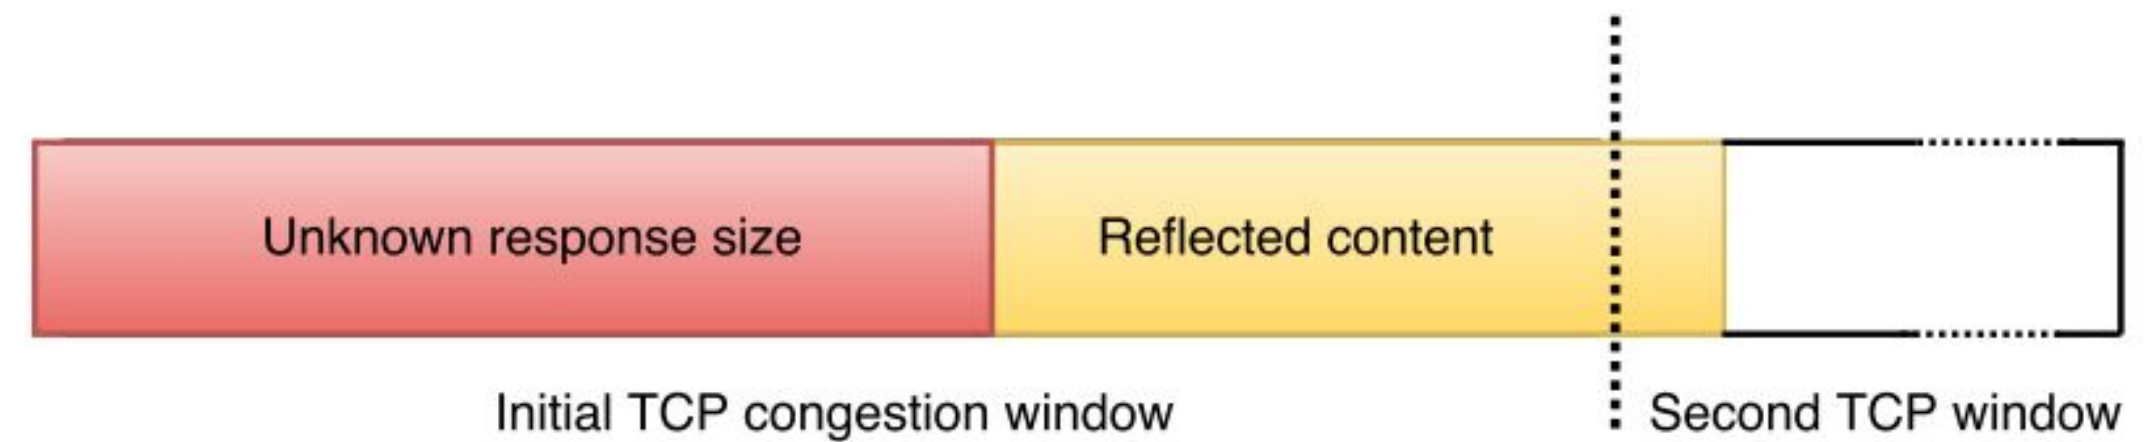 Unknown response size
Reflected content
Initial TCP congestion window
Second TCP window